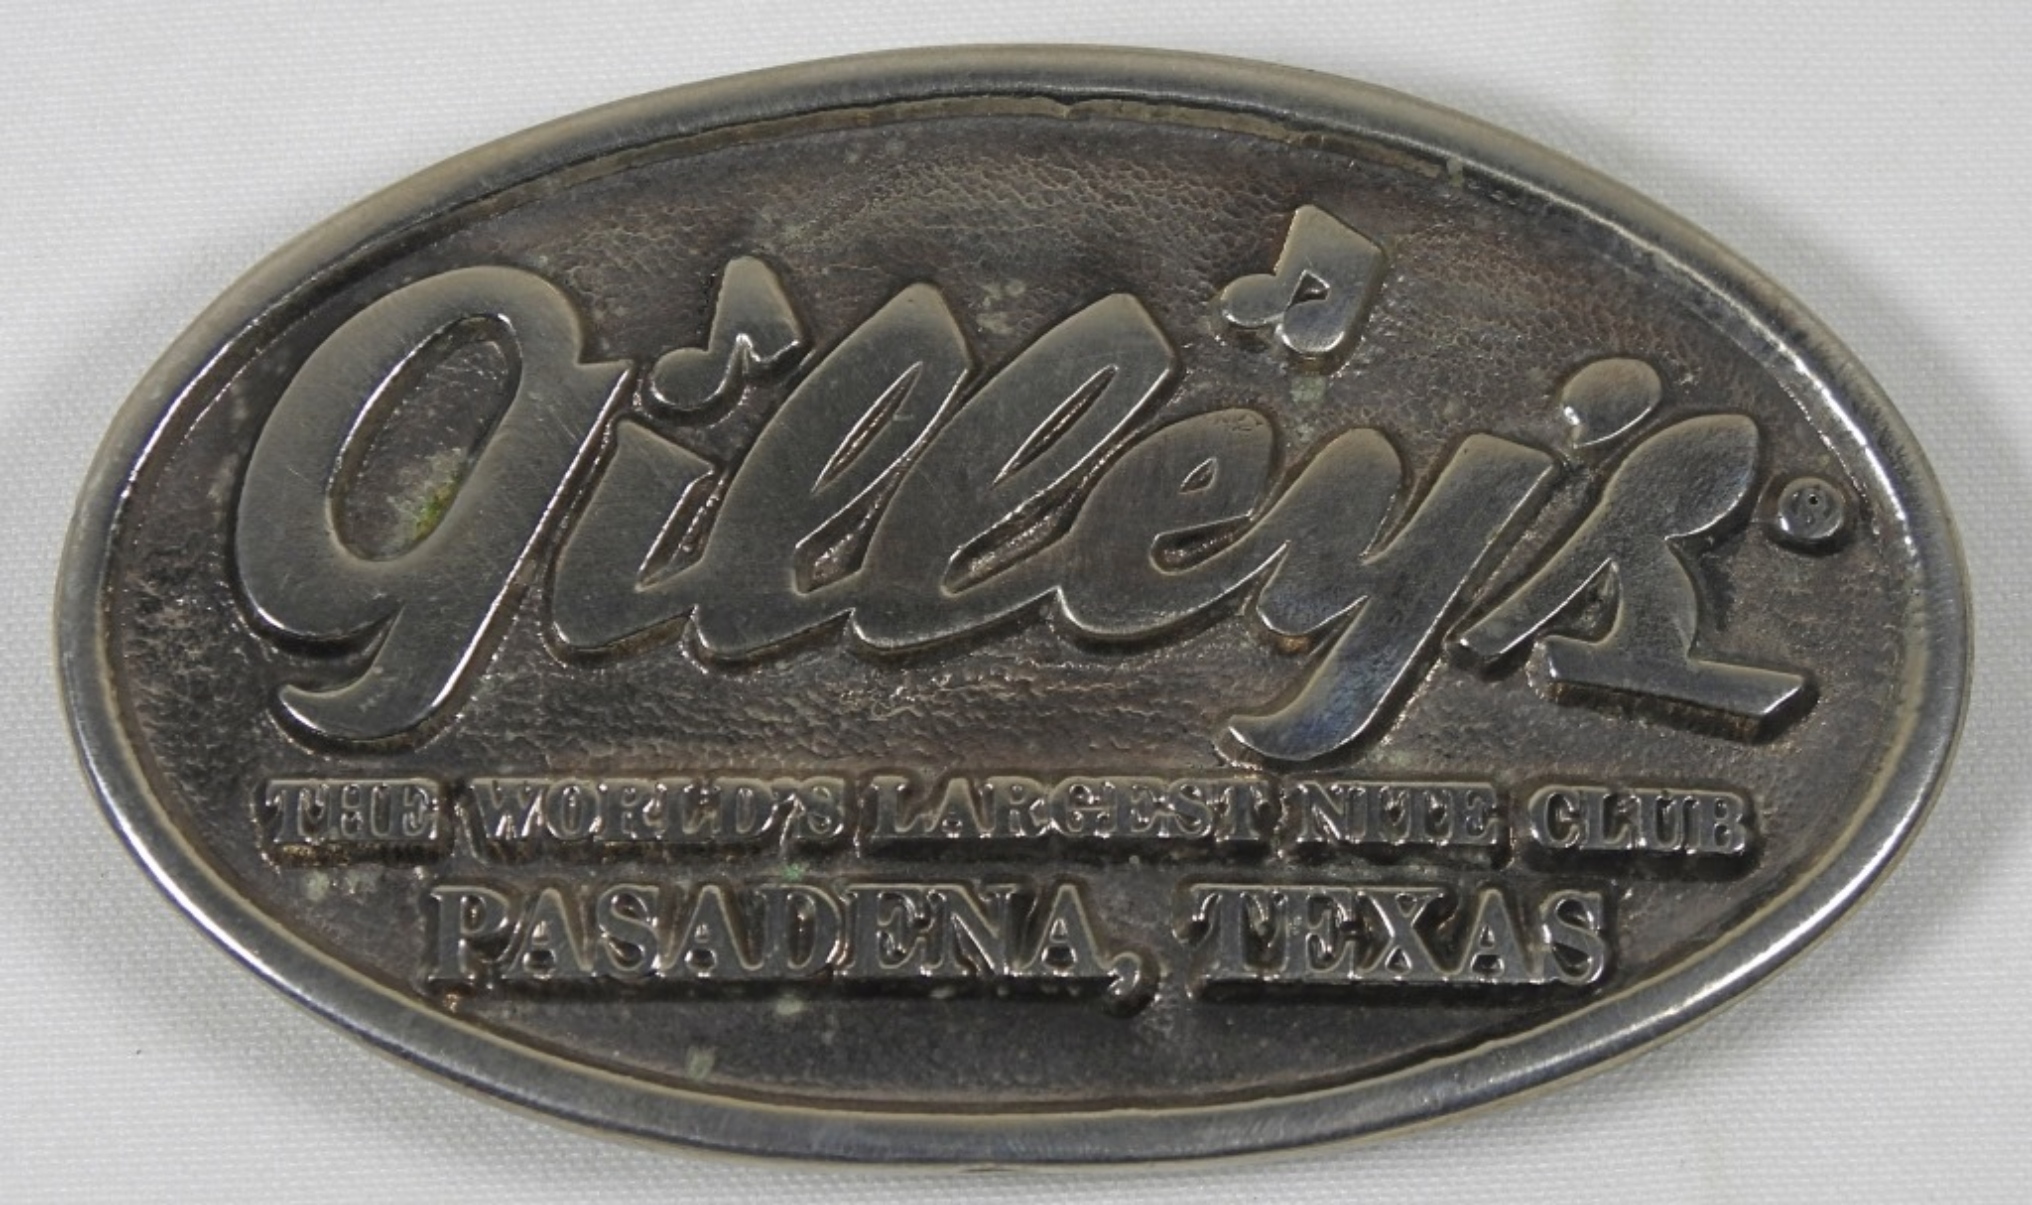 Gilley's ®
THE WORLD'S LARGEST NITE CLUB
PASADENA, TEXAS